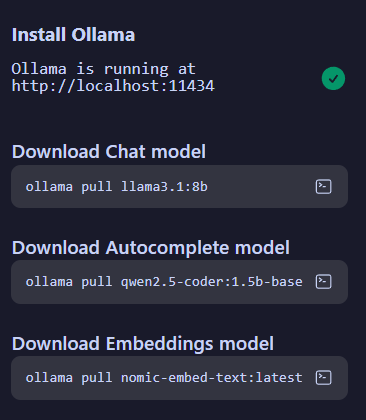 Install Ollama
Ollama is running at
http://localhost:11434
Download Chat model
ollama pull llama3.1:8b
Download Autocomplete model
ollama pull qwen2.5-coder:1.5b-base
Download Embeddings model
ollama pull nomic-embed-text:latest